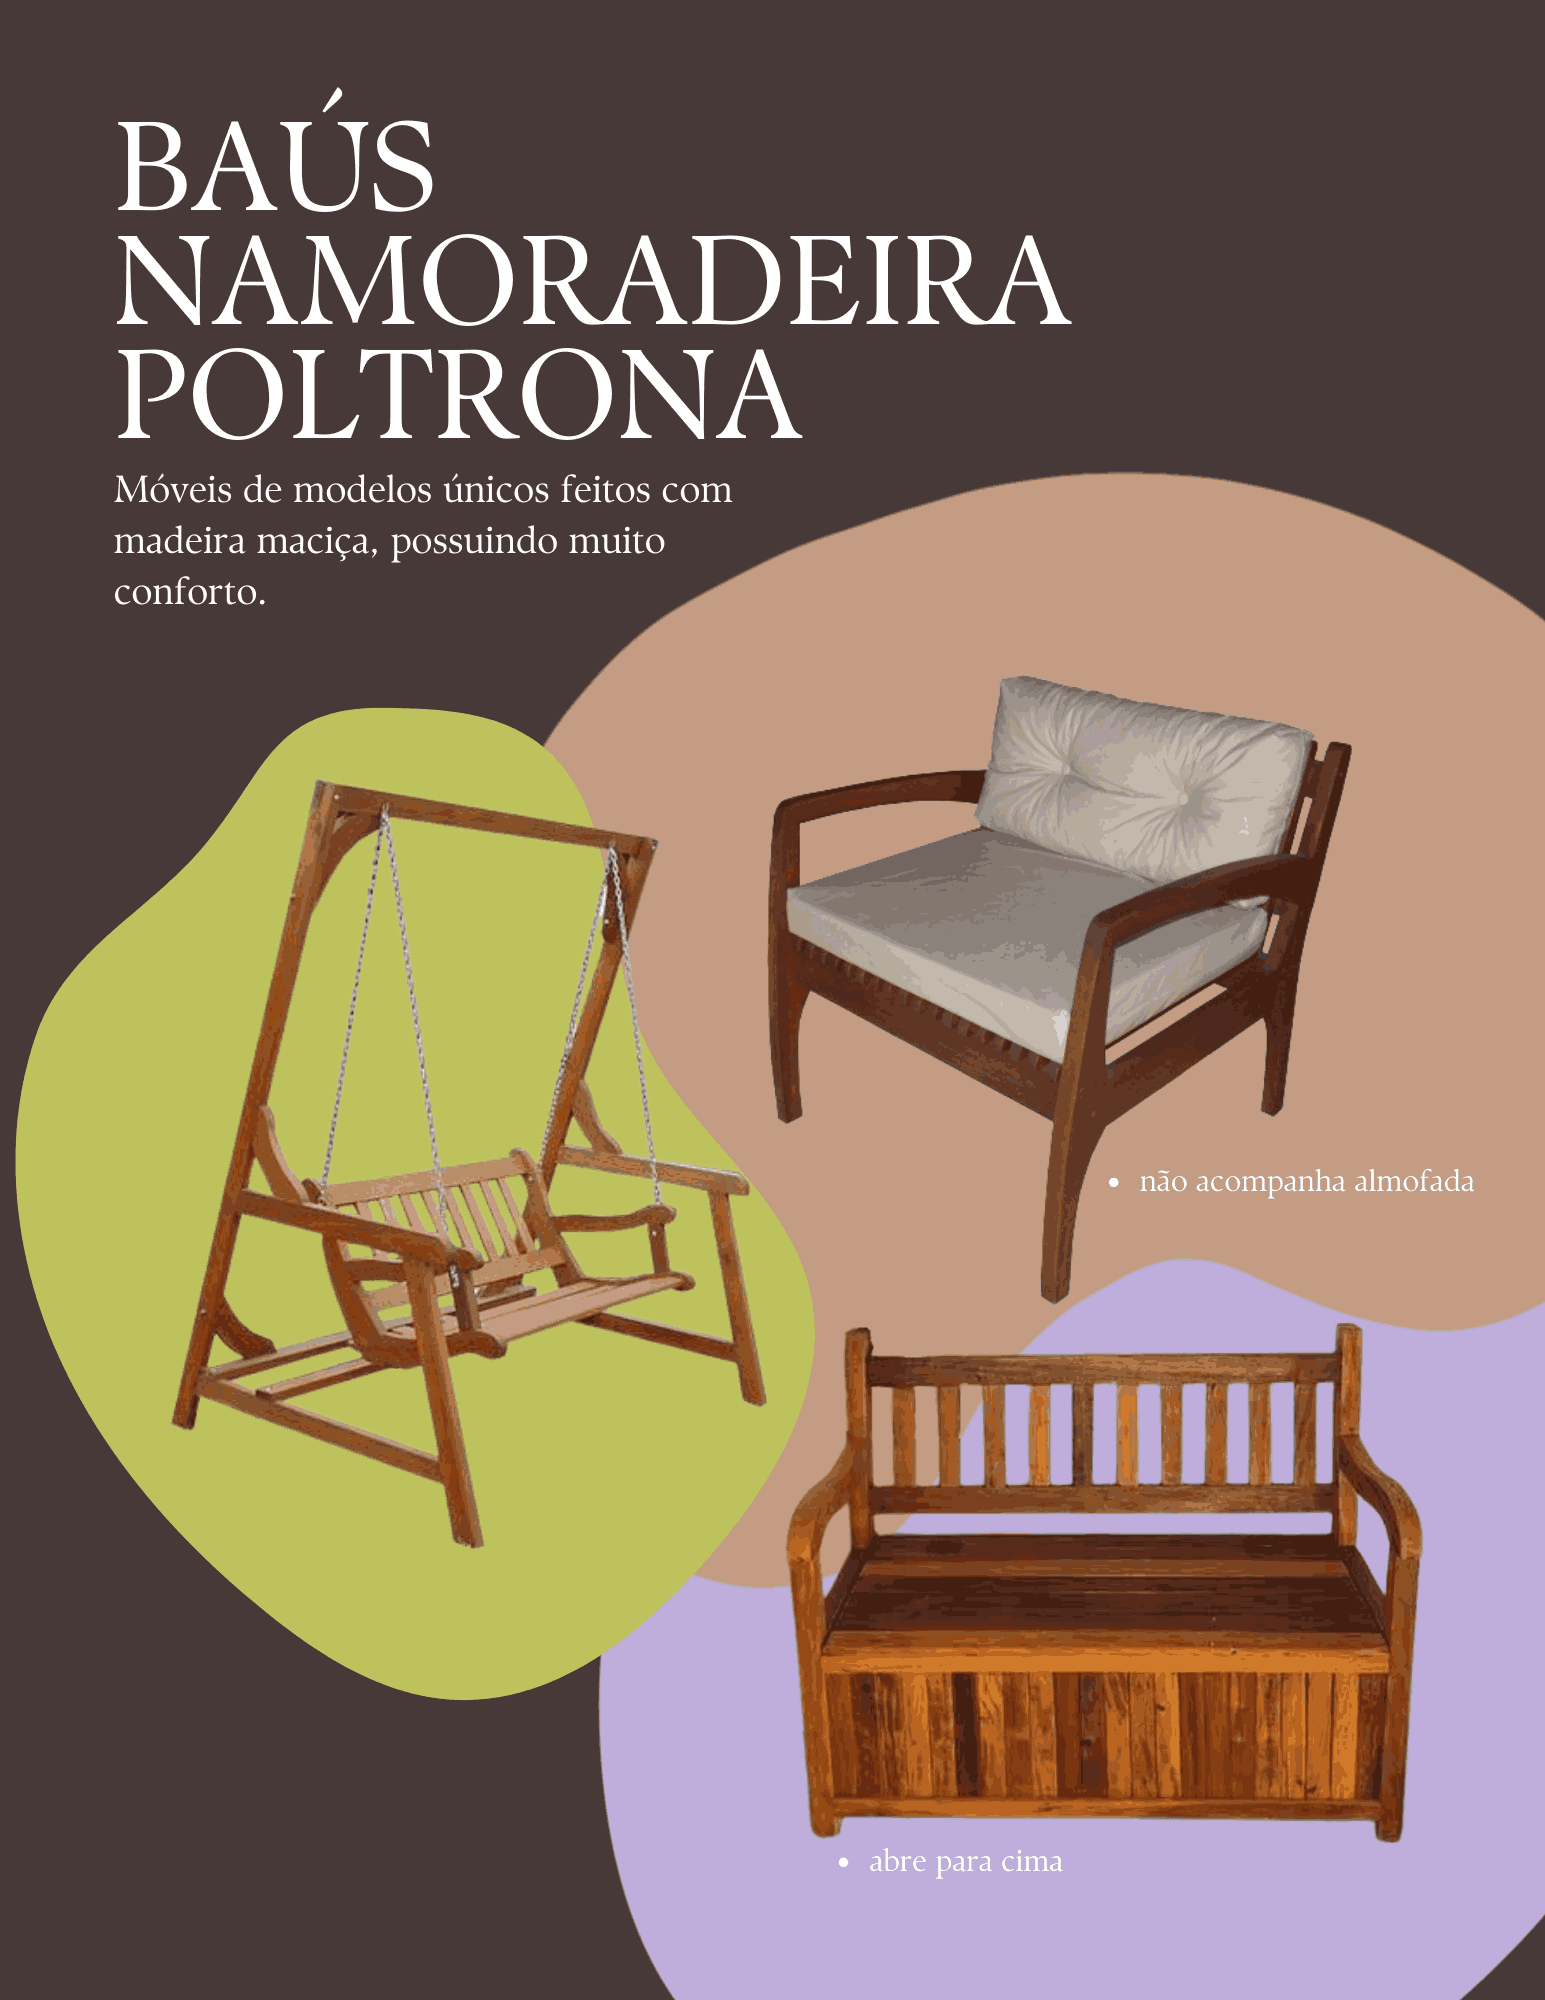 BAÚS
NAMORADEIRA
POLTRONA
Móveis de modelos únicos feitos com
madeira maciça, possuindo muito
conforto.
• não acompanha almofada
• abre para cima